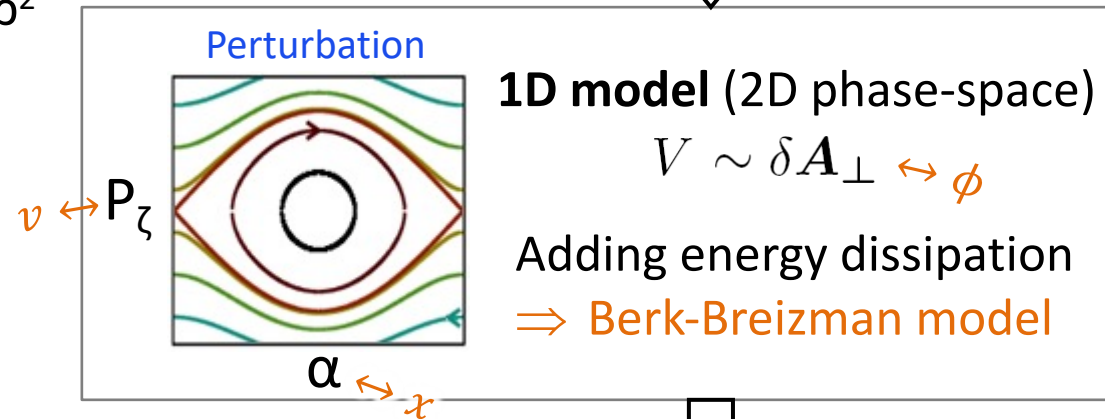 Perturbation
1D model (2D phase-space)
V ∼ δA⊥ ↔ ϕ
v ↔ Pζ
Adding energy dissipation
⇒ Berk-Breizman model
α ↔ x